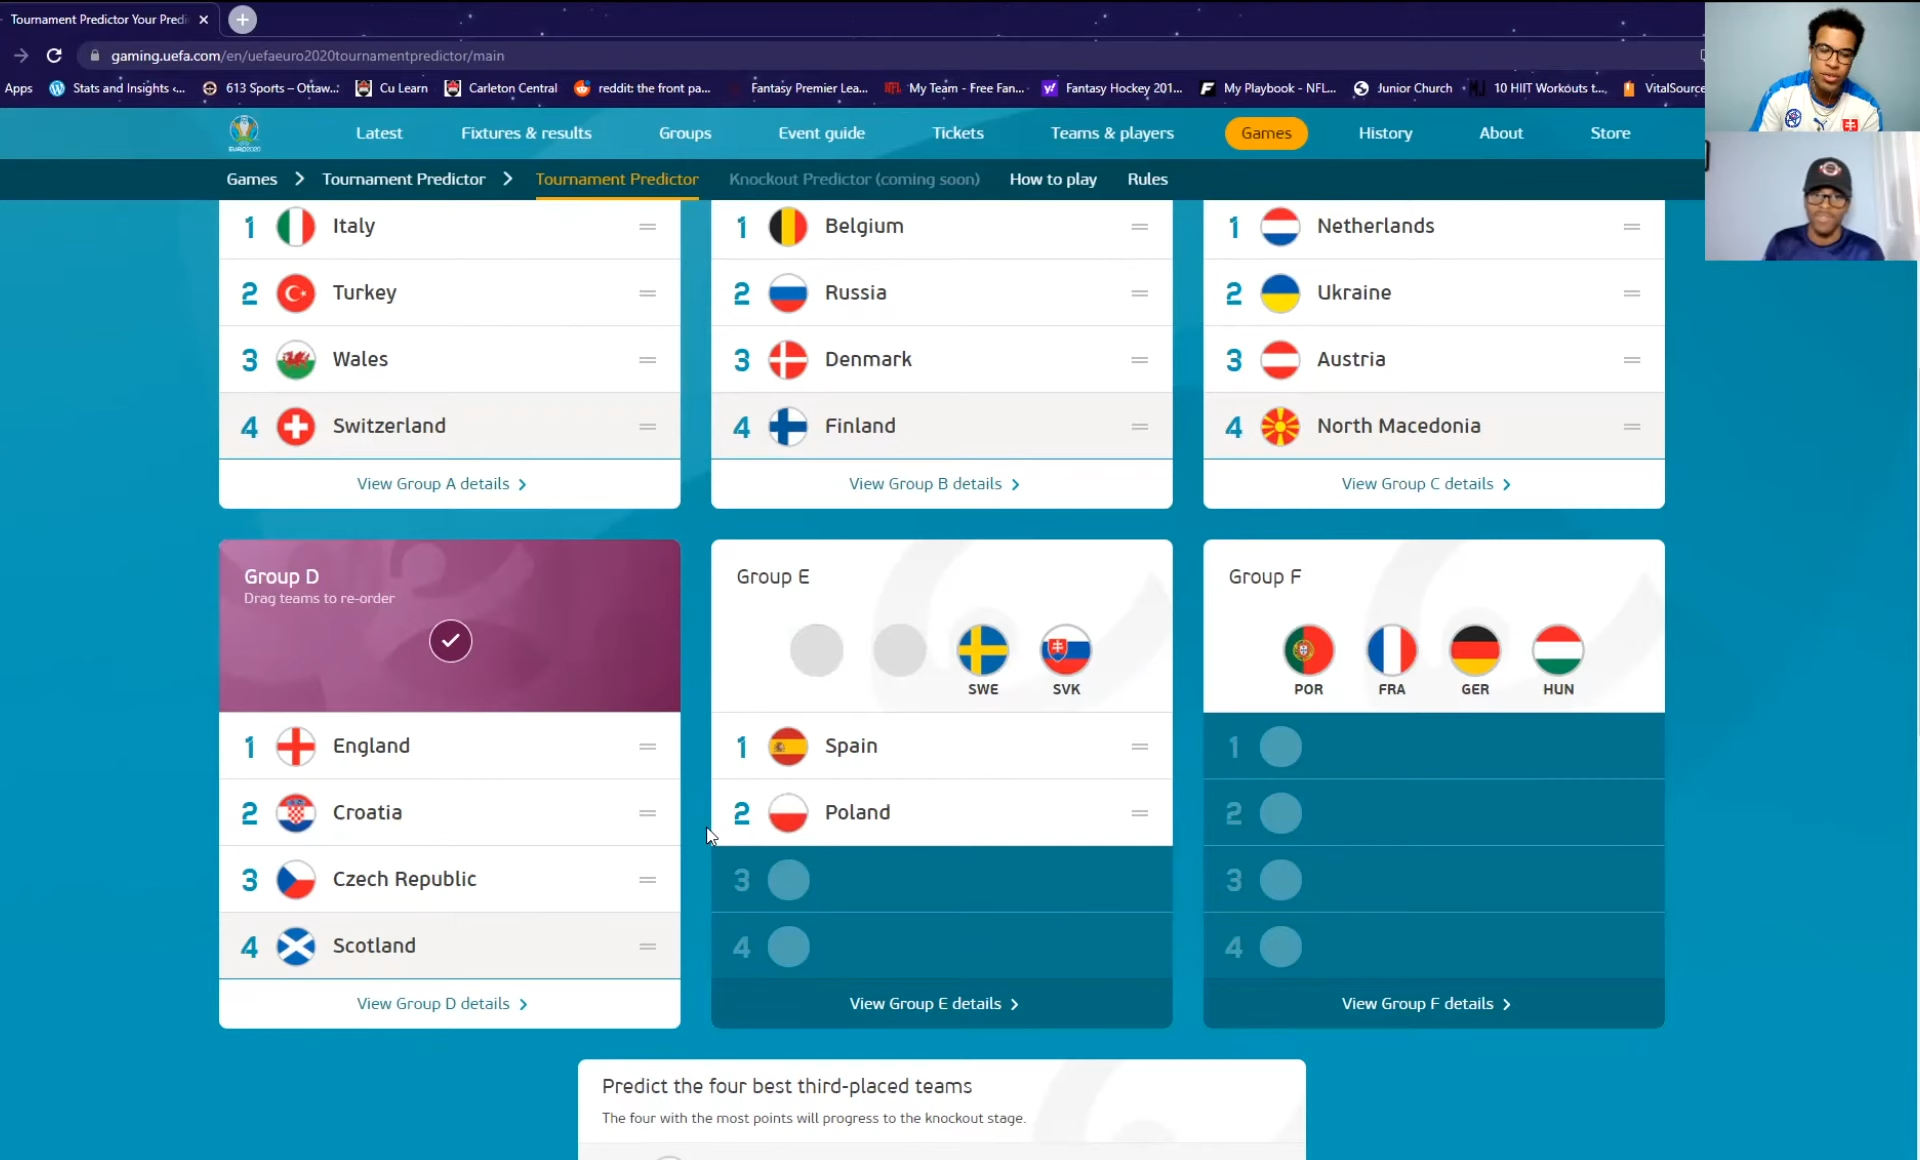 Tournament Predictor Your Predi
gaming.uefa.com/en/uefaeuro2020tournamentpredictor/main
Apps Stats and Insights ‹... 613 Sports – Ottaw... Cu Learn Carleton Central reddit: the front pa... Fantasy Premier Lea... My Team - Free Fan... Fantasy Hockey 201... My Playbook - NFL... Junior Church 10 HIIT Workouts t... VitalSource
EURO2020 Latest Fixtures & results Groups Event guide Tickets Teams & players Games History About Store
Games Tournament Predictor Tournament Predictor Knockout Predictor (coming soon) How to play Rules
1 Italy
2 Turkey
3 Wales
4 Switzerland
View Group A details
1 Belgium
2 Russia
3 Denmark
4 Finland
View Group B details
1 Netherlands
2 Ukraine
3 Austria
4 North Macedonia
View Group C details
Group D
Drag teams to re-order
1 England
2 Croatia
3 Czech Republic
4 Scotland
View Group D details
Group E
SWE SVK
1 Spain
2 Poland
3
4
View Group E details
Group F
POR FRA GER HUN
1
2
3
4
View Group F details
Predict the four best third-placed teams
The four with the most points will progress to the knockout stage.